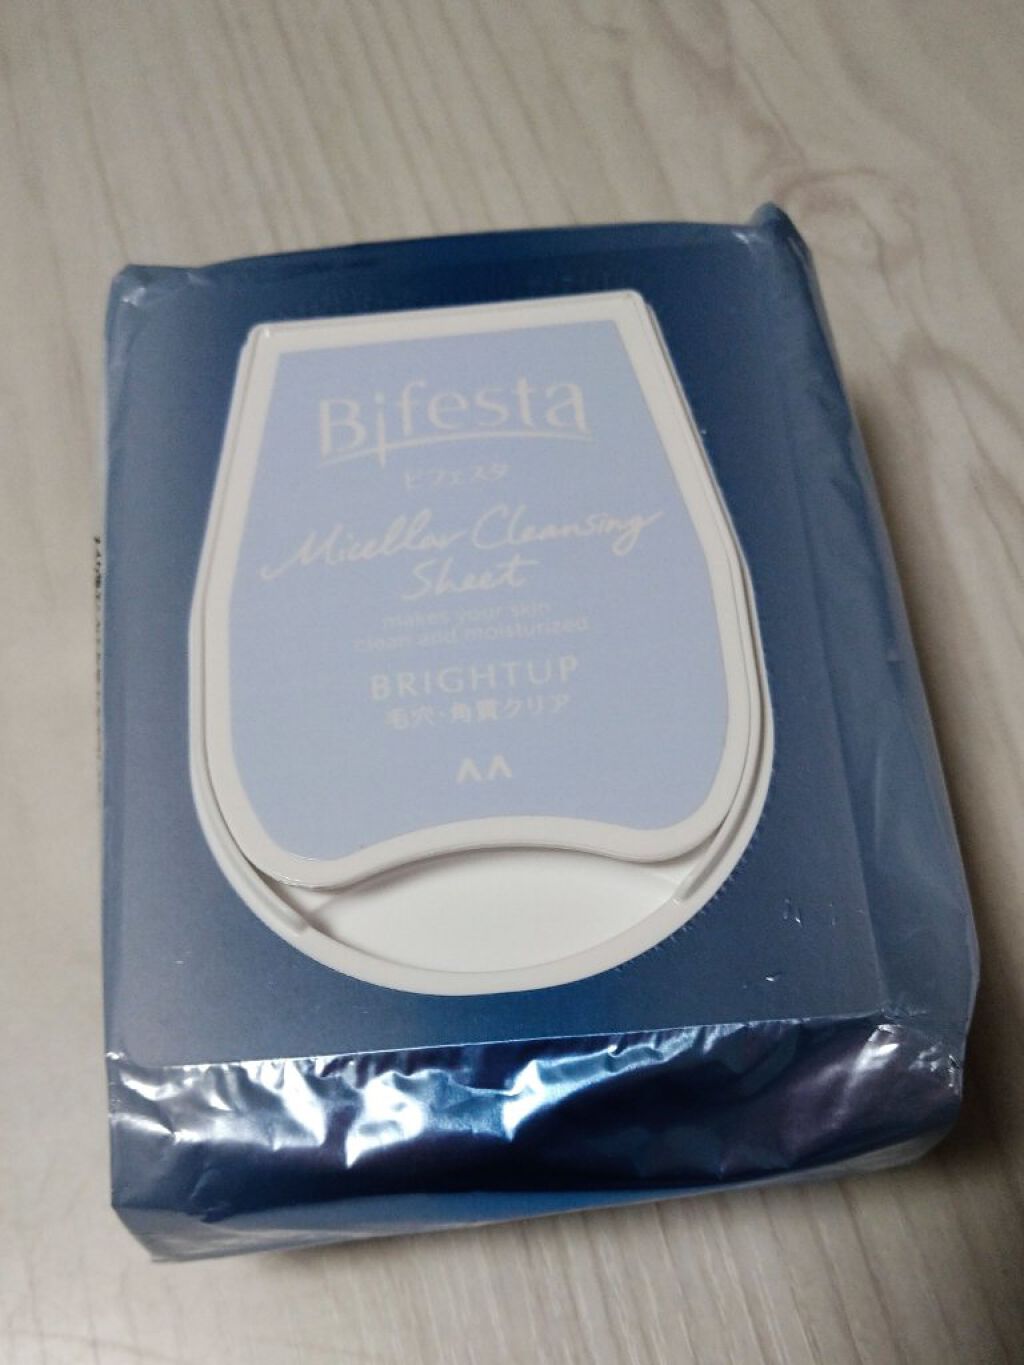 Bifesta
ビフェスタ
Micellar Cleansing
Sheet
makes your skin
clean and moisturized
BRIGHTUP
毛穴・角質クリア